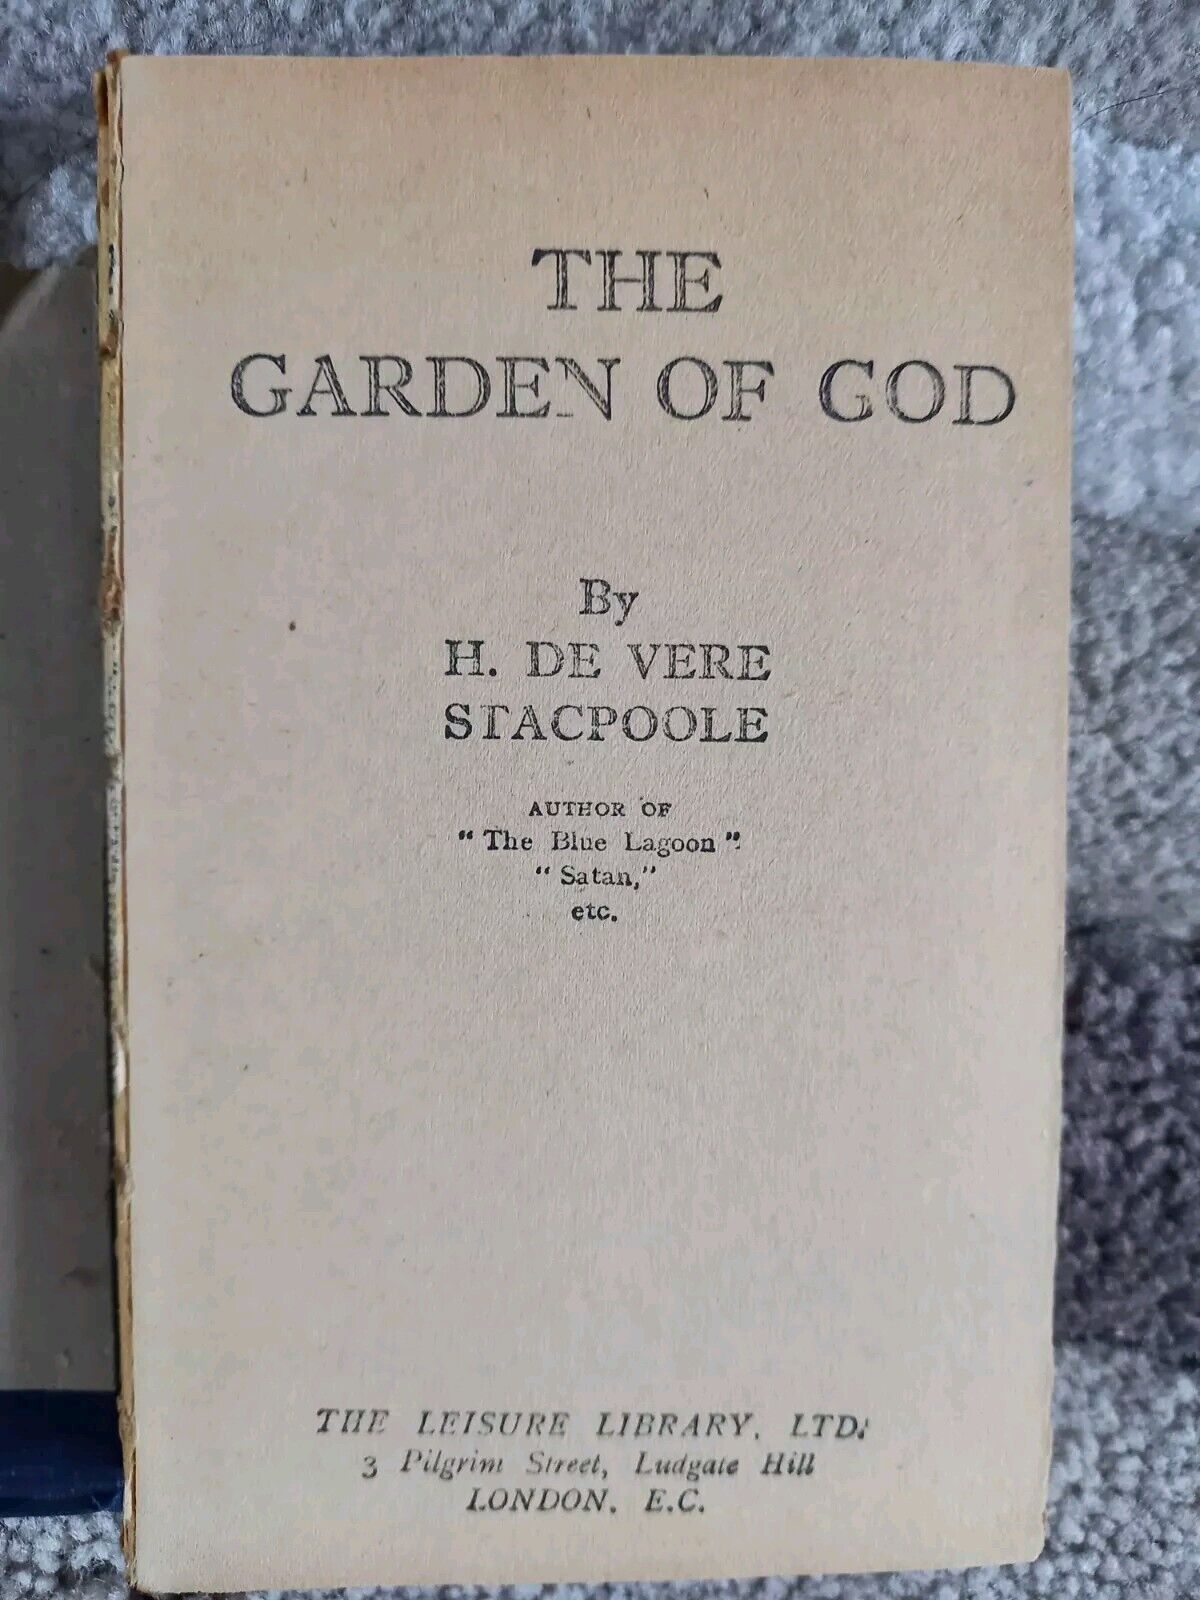 THE
GARDEN OF GOD
By
H. DE VERE
STACPOOLE
AUTHOR OF
"The Blue Lagoon"
"Satan,"
etc.
THE LEISURE LIBRARY, LTD.
3 Pilgrim Street, Ludgate Hill
LONDON. E.C.